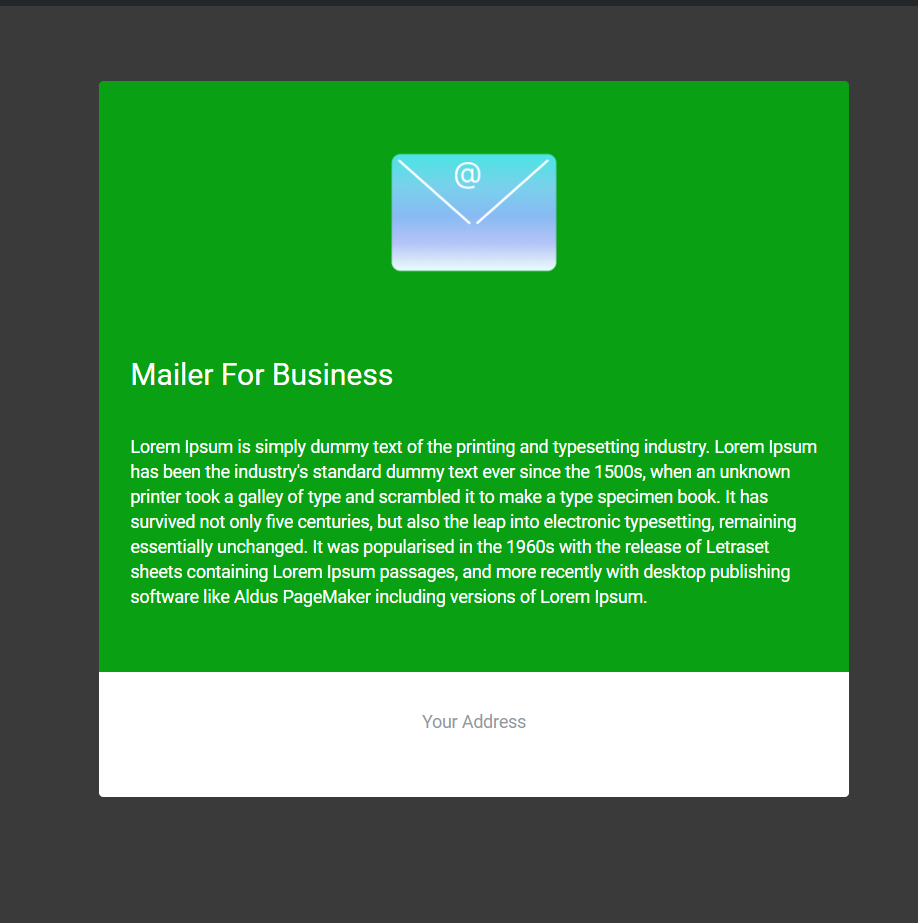 @
Mailer For Business
Lorem Ipsum is simply dummy text of the printing and typesetting industry. Lorem Ipsum
has been the industry's standard dummy text ever since the 1500s, when an unknown
printer took a galley of type and scrambled it to make a type specimen book. It has
survived not only five centuries, but also the leap into electronic typesetting, remaining
essentially unchanged. It was popularised in the 1960s with the release of Letraset
sheets containing Lorem Ipsum passages, and more recently with desktop publishing
software like Aldus PageMaker including versions of Lorem Ipsum.
Your Address